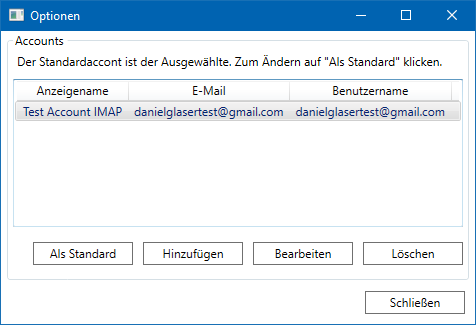 Optionen
Accounts
Der Standardaccont ist der Ausgewählte. Zum Ändern auf "Als Standard" klicken.
Anzeigename E-Mail Benutzername
Test Account IMAP danielglasertest@gmail.com danielglasertest@gmail.com
Als Standard Hinzufügen Bearbeiten Löschen
Schließen